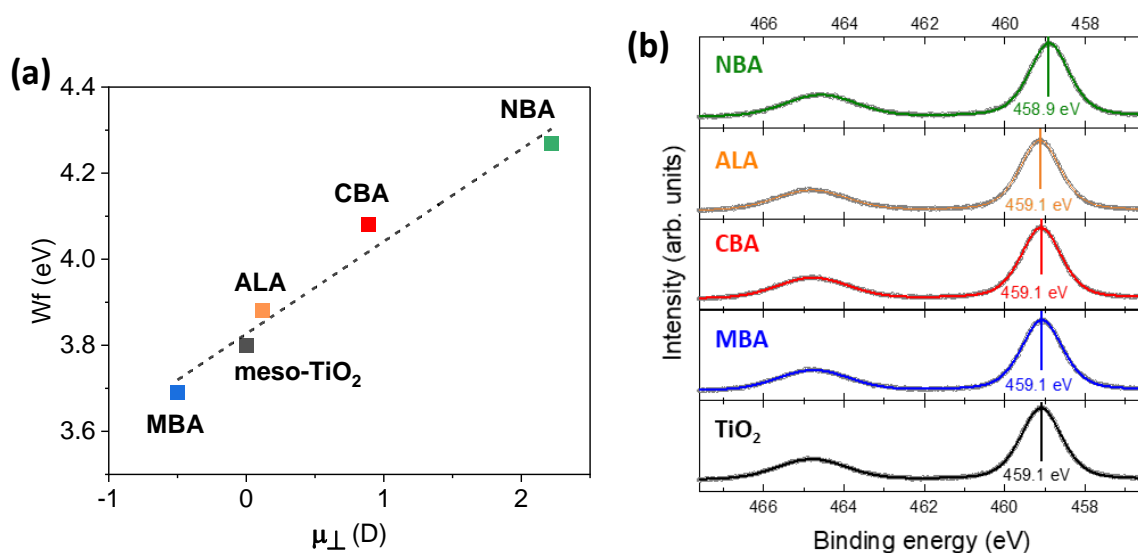 (a)
4.4
4.2
4.0
3.8
3.6
Wf (eV)
NBA
CBA
ALA
meso-TiO₂
MBA
-1
0
1
2
μ⊥ (D)
(b)
466
464
462
460
458
NBA
458.9 eV
ALA
459.1 eV
CBA
459.1 eV
MBA
459.1 eV
TiO₂
459.1 eV
Intensity (arb. units)
466
464
462
460
458
Binding energy (eV)